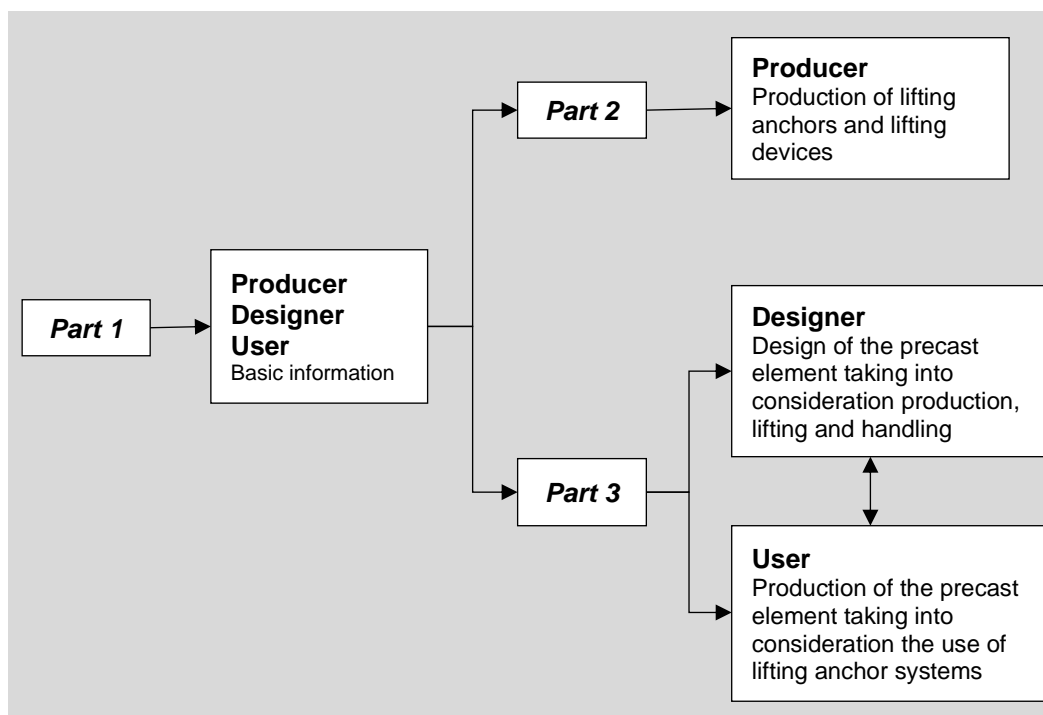 Part 1
Producer
Designer
User
Basic information
Part 2
Producer
Production of lifting
anchors and lifting
devices
Part 3
Designer
Design of the precast
element taking into
consideration production,
lifting and handling
User
Production of the precast
element taking into
consideration the use of
lifting anchor systems